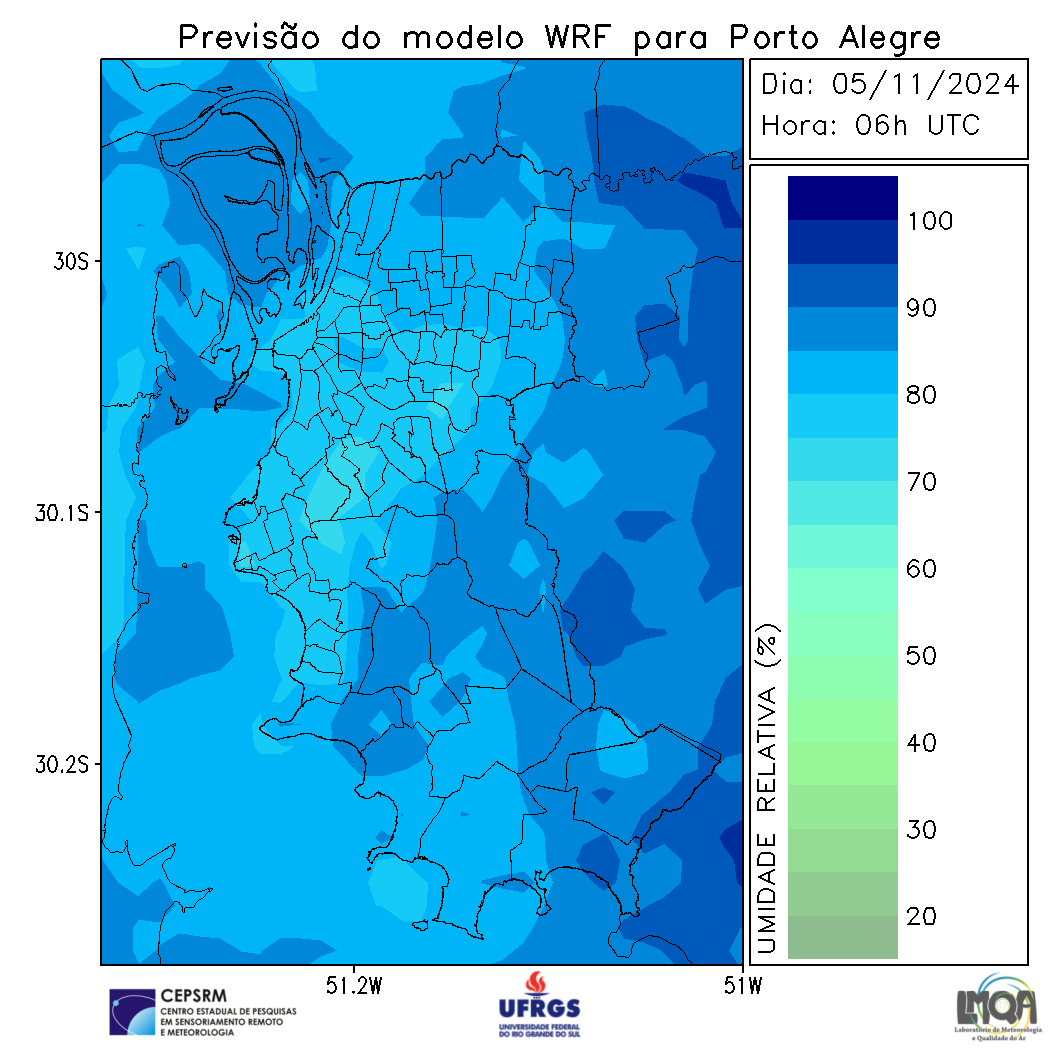 Previsão do modelo WRF para Porto Alegre
Dia: 05/11/2024
Hora: 06h UTC
30S
30.1S
30.2S
51.2W
51W
100
90
80
70
60
50
40
30
20
UMIDADE RELATIVA (%)
CEPSRM
CENTRO ESTADUAL DE PESQUISAS
EM SENSORIAMENTO REMOTO
E METEOROLOGIA
UFRGS
UNIVERSIDADE FEDERAL
DO RIO GRANDE DO SUL
LMQA
Laboratório de Meteorologia
e Qualidade do Ar